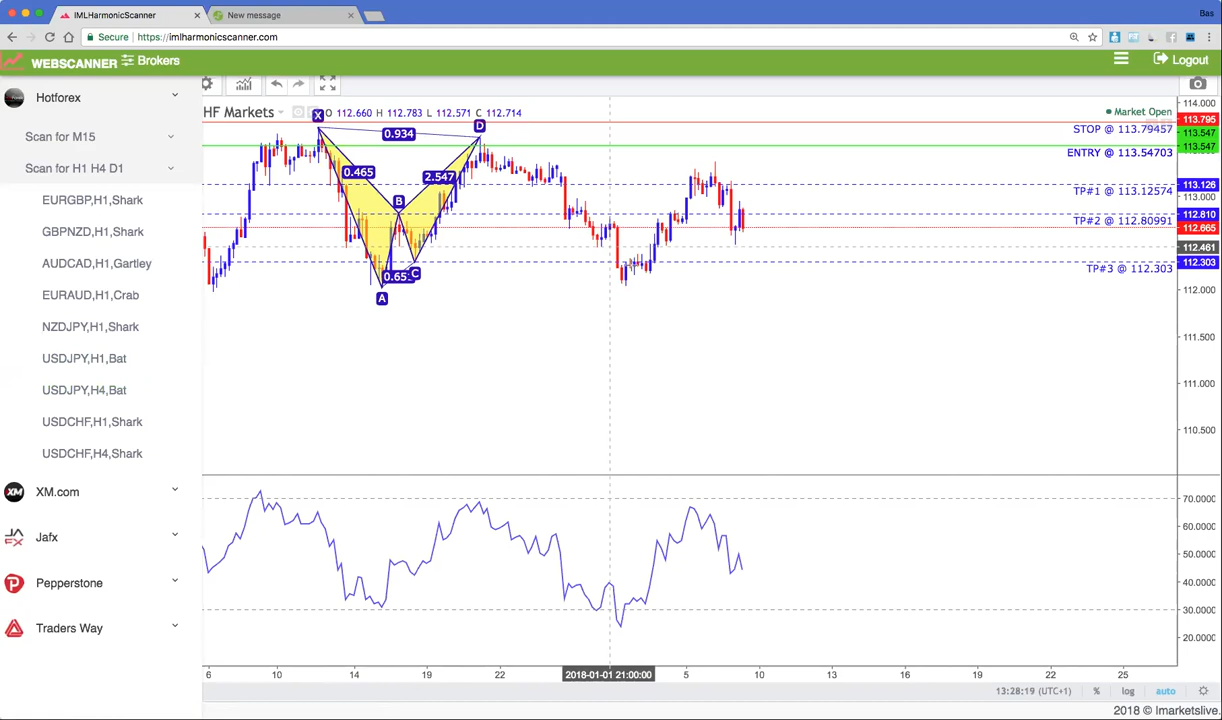 IMLHarmonicScanner
New message
Bas
Secure
https://imlharmonicscanner.com
WEBSCANNER
Brokers
Logout
Hotforex
Scan for M15
Scan for H1 H4 D1
EURGBP,H1,Shark
GBPNZD,H1,Shark
AUDCAD,H1,Gartley
EURAUD,H1,Crab
NZDJPY,H1,Shark
USDJPY,H1,Bat
USDJPY,H4,Bat
USDCHF,H1,Shark
USDCHF,H4,Shark
XM.com
Jafx
Pepperstone
Traders Way
HF Markets
O 112.660 H 112.783 L 112.571 C 112.714
Market Open
X
0.934
D
0.465
2.547
B
C
A
STOP @ 113.79457
ENTRY @ 113.54703
TP#1 @ 113.12574
TP#2 @ 112.80991
TP#3 @ 112.303
114.000
113.795
113.547
113.547
113.126
113.000
112.810
112.665
112.461
112.303
112.000
111.500
111.000
110.500
70.0000
60.0000
50.0000
40.0000
30.0000
20.0000
6
10
14
19
22
2018-01-01 21:00:00
5
10
13
16
19
22
25
13:28:19 (UTC+1)
%
log
auto
2018 © Imarketslive.